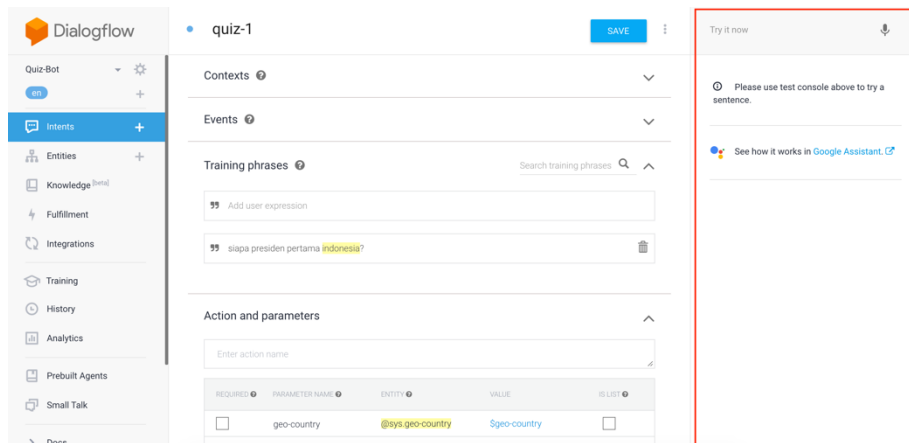 Dialogflow
Quiz-Bot
en
Intents
Entities
Knowledge [beta]
Fulfillment
Integrations
Training
History
Analytics
Prebuilt Agents
Small Talk
Docs
quiz-1
SAVE
Contexts
Events
Training phrases
Search training phrases
Add user expression
siapa presiden pertama indonesia?
Action and parameters
Enter action name
REQUIRED PARAMETER NAME ENTITY VALUE IS LIST
geo-country @sys.geo-country $geo-country
Try it now
Please use test console above to try a
sentence.
See how it works in Google Assistant.